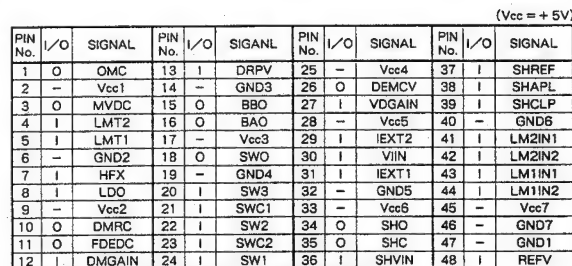 (Vcc = + 5V)
PIN No. I/O SIGNAL PIN No. I/O SIGANL PIN No. I/O SIGNAL PIN No. I/O SIGNAL
1 O OMC 13 I DRPV 25 – Vcc4 37 I SHREF
2 – Vcc1 14 – GND3 26 O DEMCV 38 I SHAPL
3 O MVDC 15 O BBO 27 I VDGAIN 39 I SHCLP
4 I LMT2 16 O BAO 28 – Vcc5 40 – GND6
5 I LMT1 17 – Vcc3 29 I IEXT2 41 I LM2IN1
6 – GND2 18 O SWO 30 I VIIN 42 I LM2IN2
7 I HFX 19 – GND4 31 I IEXT1 43 I LM1IN1
8 I LDO 20 I SW3 32 – GND5 44 I LM1IN2
9 – Vcc2 21 I SWC1 33 – Vcc6 45 – Vcc7
10 O DMRC 22 I SW2 34 O SHO 46 – GND7
11 O FDEDC 23 I SWC2 35 O SHC 47 – GND1
12 I DMGAIN 24 I SW1 36 I SHVIN 48 I REFV